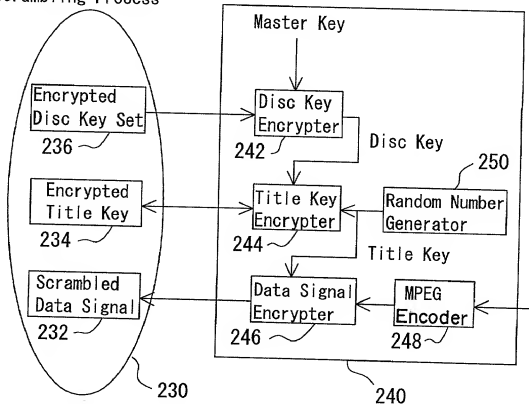 Master Key
Encrypted
Disc Key Set
236
Disc Key
Encrypter
242
Disc Key
250
Encrypted
Title Key
234
Title Key
Encrypter
244
Random Number
Generator
Title Key
Scrambled
Data Signal
232
Data Signal
Encrypter
246
MPEG
Encoder
248
230
240